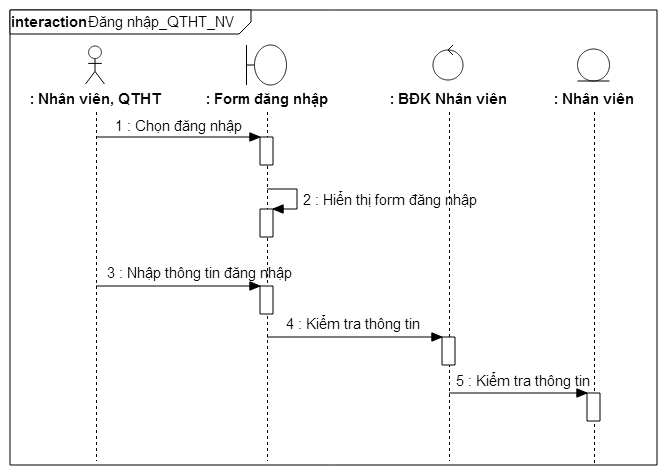 interaction Đăng nhập_QTHT_NV
: Nhân viên, QTHT
: Form đăng nhập
: BĐK Nhân viên
: Nhân viên
1 : Chọn đăng nhập
2 : Hiển thị form đăng nhập
3 : Nhập thông tin đăng nhập
4 : Kiểm tra thông tin
5 : Kiểm tra thông tin